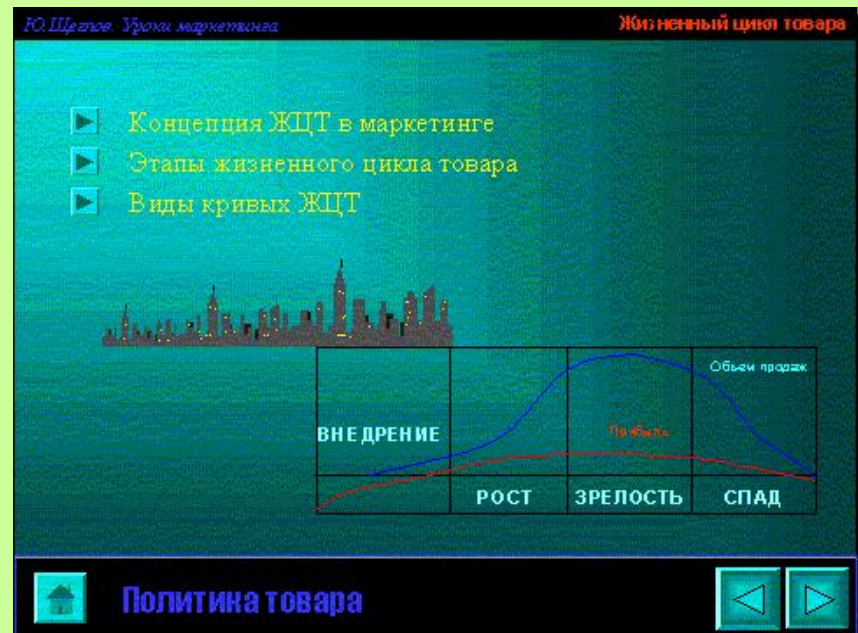 Ю.Щеглов. Уроки маркетинга
Жизненный цикл товара
Концепция ЖЦТ в маркетинге
Этапы жизненного цикла товара
Виды кривых ЖЦТ
Объем продаж
Прибыль
ВНЕДРЕНИЕ
РОСТ
ЗРЕЛОСТЬ
СПАД
Политика товара